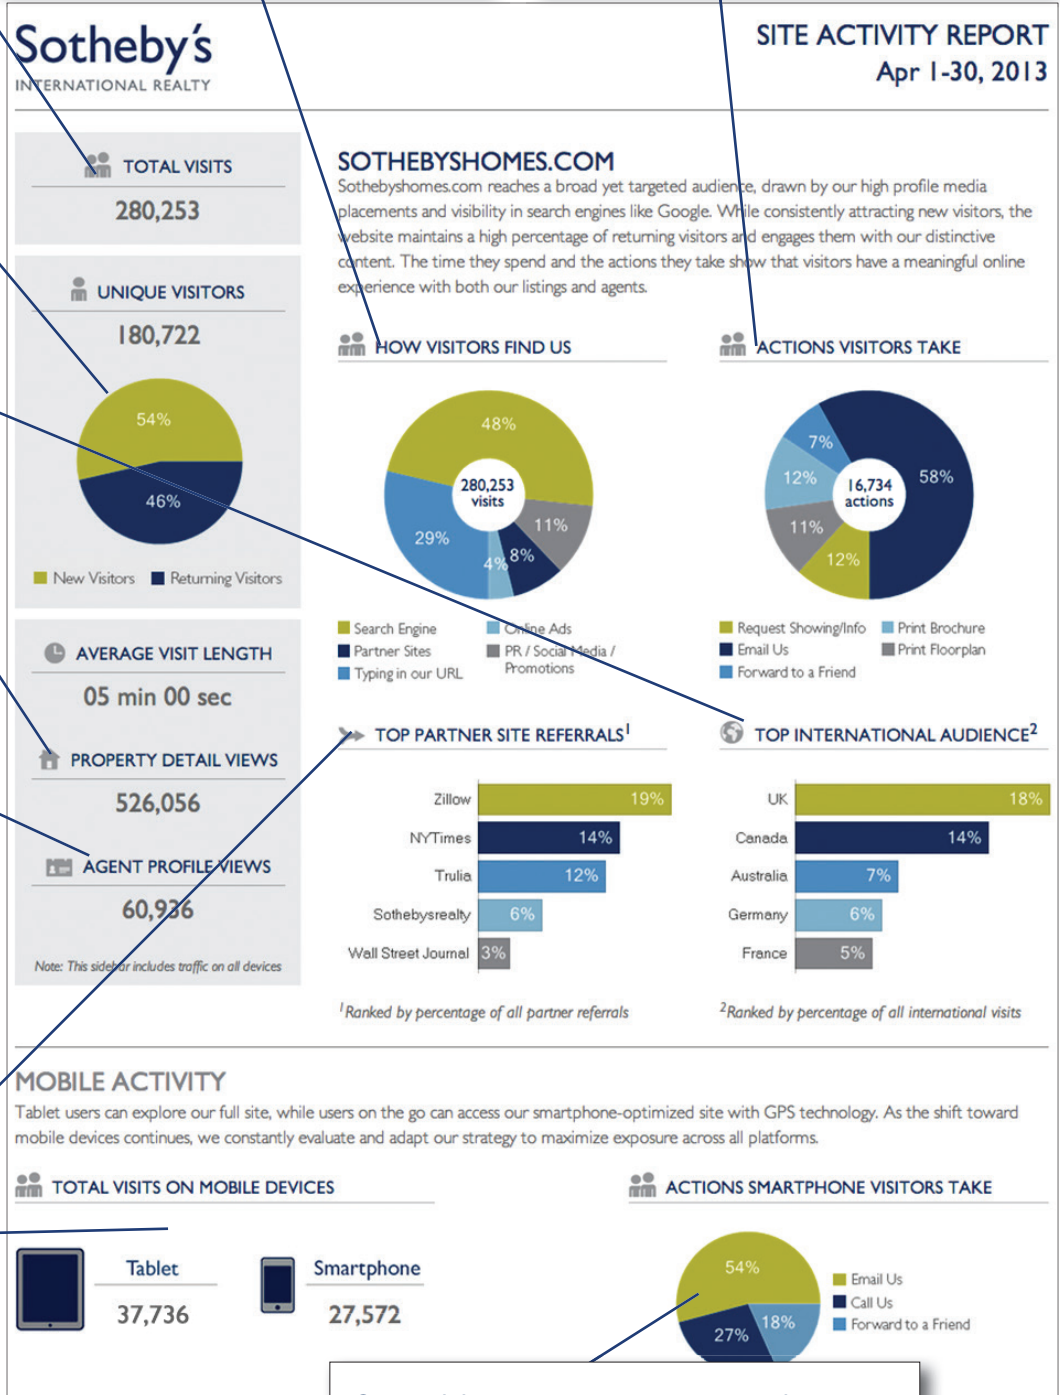 Sotheby's
INTERNATIONAL REALTY
SITE ACTIVITY REPORT
Apr 1-30, 2013
TOTAL VISITS
280,253
UNIQUE VISITORS
180,722
54%
46%
New Visitors
Returning Visitors
AVERAGE VISIT LENGTH
05 min 00 sec
PROPERTY DETAIL VIEWS
526,056
AGENT PROFILE VIEWS
60,936
Note: This sidebar includes traffic on all devices
SOTHEBYSHOMES.COM
Sothebyshomes.com reaches a broad yet targeted audience, drawn by our high profile media
placements and visibility in search engines like Google. While consistently attracting new visitors, the
website maintains a high percentage of returning visitors and engages them with our distinctive
content. The time they spend and the actions they take show that visitors have a meaningful online
experience with both our listings and agents.
HOW VISITORS FIND US
48%
280,253
visits
11%
29%
4%
8%
Search Engine
Online Ads
Partner Sites
PR / Social Media /
Promotions
Typing in our URL
ACTIONS VISITORS TAKE
7%
12%
16,734
actions
58%
11%
12%
Request Showing/Info
Print Brochure
Email Us
Print Floorplan
Forward to a Friend
TOP PARTNER SITE REFERRALS1
Zillow 19%
NYTimes 14%
Trulia 12%
Sothebysrealty 6%
Wall Street Journal 3%
1Ranked by percentage of all partner referrals
TOP INTERNATIONAL AUDIENCE2
UK 18%
Canada 14%
Australia 7%
Germany 6%
France 5%
2Ranked by percentage of all international visits
MOBILE ACTIVITY
Tablet users can explore our full site, while users on the go can access our smartphone-optimized site with GPS technology. As the shift toward
mobile devices continues, we constantly evaluate and adapt our strategy to maximize exposure across all platforms.
TOTAL VISITS ON MOBILE DEVICES
Tablet
37,736
Smartphone
27,572
ACTIONS SMARTPHONE VISITORS TAKE
54%
27%
18%
Email Us
Call Us
Forward to a Friend